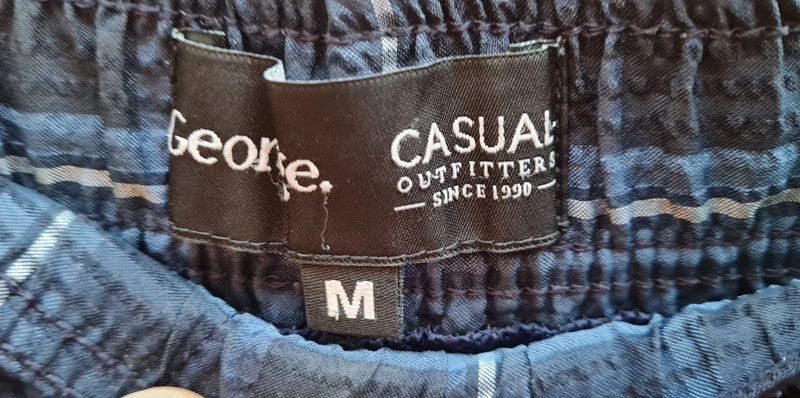 George.
CASUAL
OUTFITTERS
SINCE 1990
M